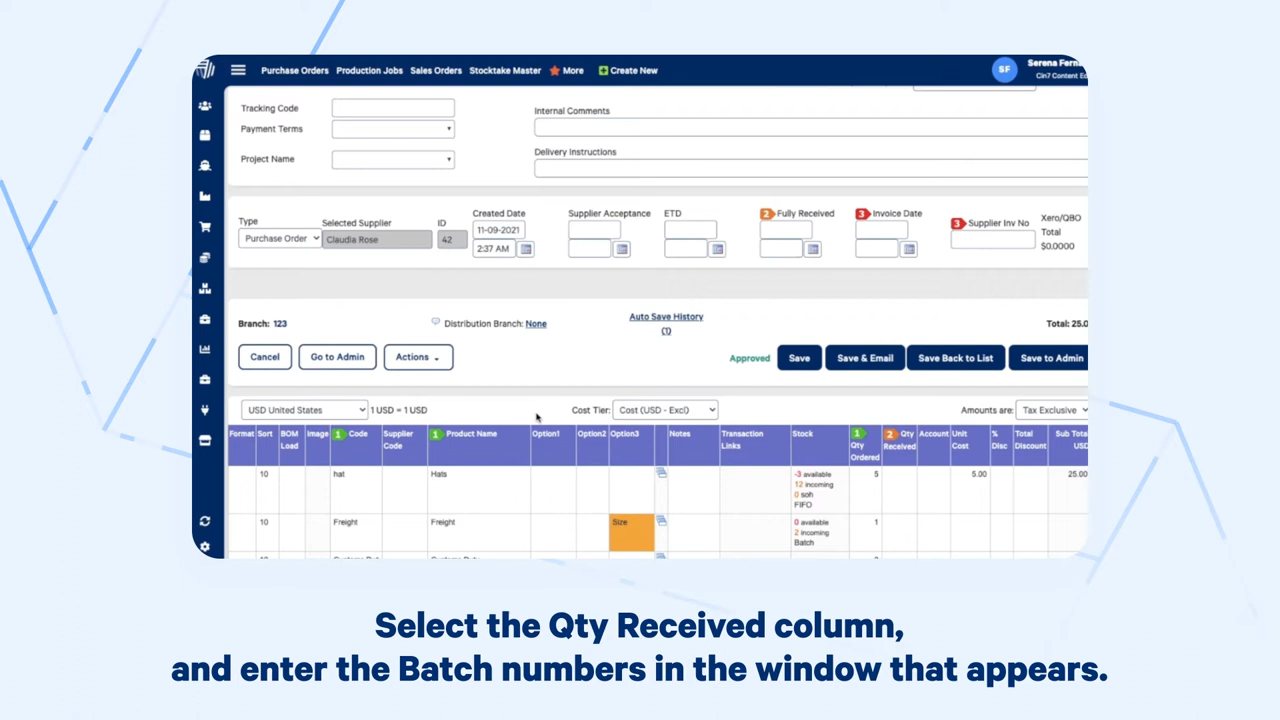 Purchase Orders Production Jobs Sales Orders Stocktake Master More Create New
SF
Serena
Cin7 Content
Tracking Code
Payment Terms
Project Name
Internal Comments
Delivery Instructions
Type
Purchase Order
Selected Supplier
Claudia Rose
ID
42
Created Date
11-09-2021
2:37 AM
Supplier Acceptance
ETD
2 Fully Received
3 Invoice Date
3 Supplier Inv No
Xero/QBO
Total
$0.0000
Branch: 123
Distribution Branch: None
Auto Save History
(1)
Total: 25.0
Cancel Go to Admin Actions
Approved Save Save & Email Save Back to List Save to Admin
USD United States 1 USD = 1 USD
Cost Tier: Cost (USD - Excl)
Amounts are: Tax Exclusive
Format Sort BOM Load Image 1 Code Supplier Code 1 Product Name Option1 Option2 Option3 Notes Transaction Links Stock 1 Qty Ordered 2 Qty Received Account Unit Cost % Disc Total Discount Sub Total USD
10 hat Hats -3 available 5 5.00 25.00
12 incoming
0 soh
FIFO
10 Freight Freight Size 0 available 1
2 incoming
Batch
Select the Qty Received column,
and enter the Batch numbers in the window that appears.